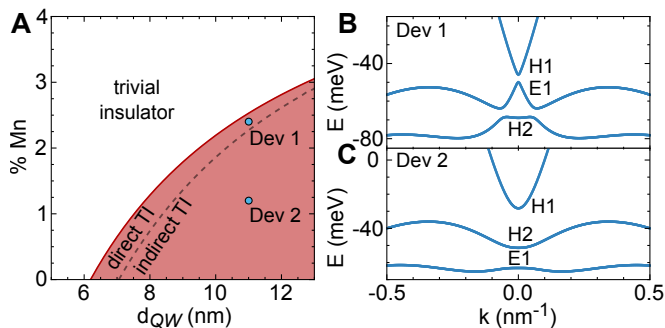 A
% Mn
5
4
3
2
1
0
trivial
insulator
direct TI
indirect TI
Dev 1
Dev 2
6
8
10
12
d_QW (nm)
B
Dev 1
E (meV)
-40
-80
H1
E1
H2
C
Dev 2
E (meV)
0
-40
H1
H2
E1
-0.5
0.0
0.5
k (nm⁻¹)